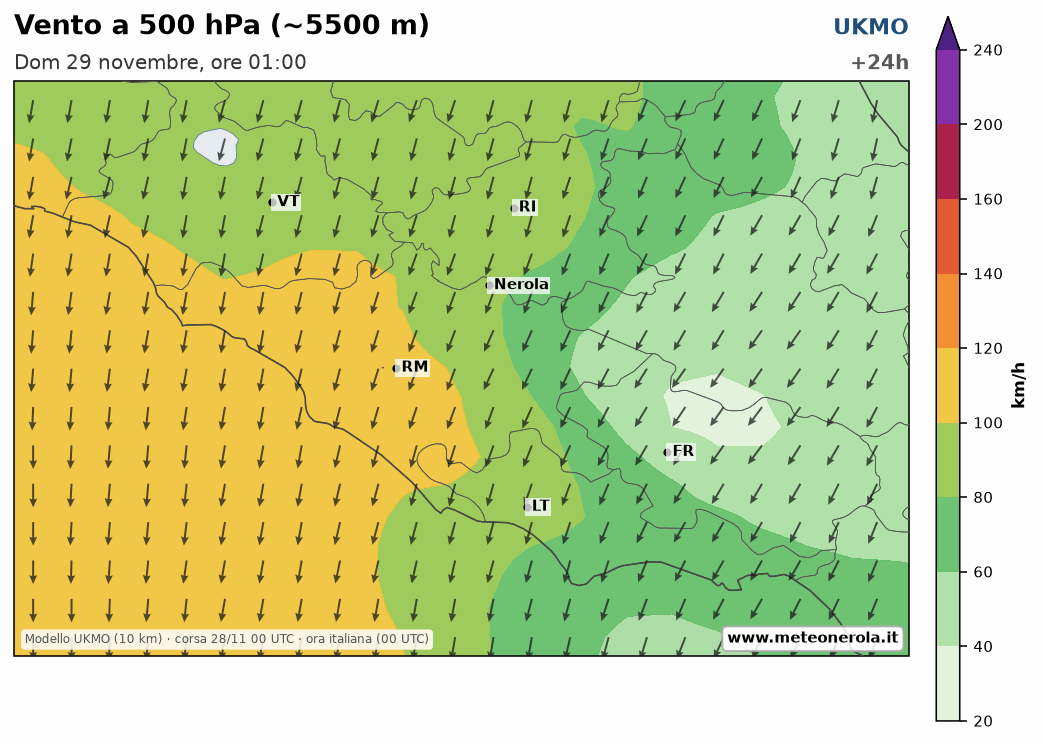 Vento a 500 hPa (~5500 m)
UKMO
Dom 29 novembre, ore 01:00
+24h
VT
RI
Nerola
RM
FR
LT
Modello UKMO (10 km) · corsa 28/11 00 UTC · ora italiana (00 UTC)
www.meteonerola.it
240
200
160
140
120
100
80
60
40
20
km/h